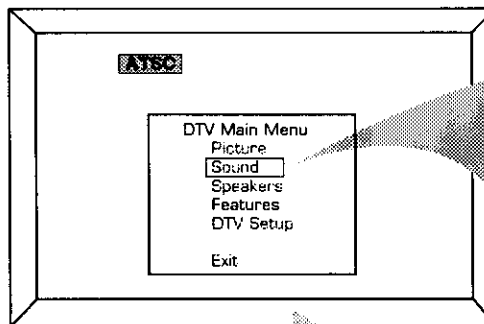 ATSC
DTV Main Menu
Picture
Sound
Speakers
Features
DTV Setup
Exit